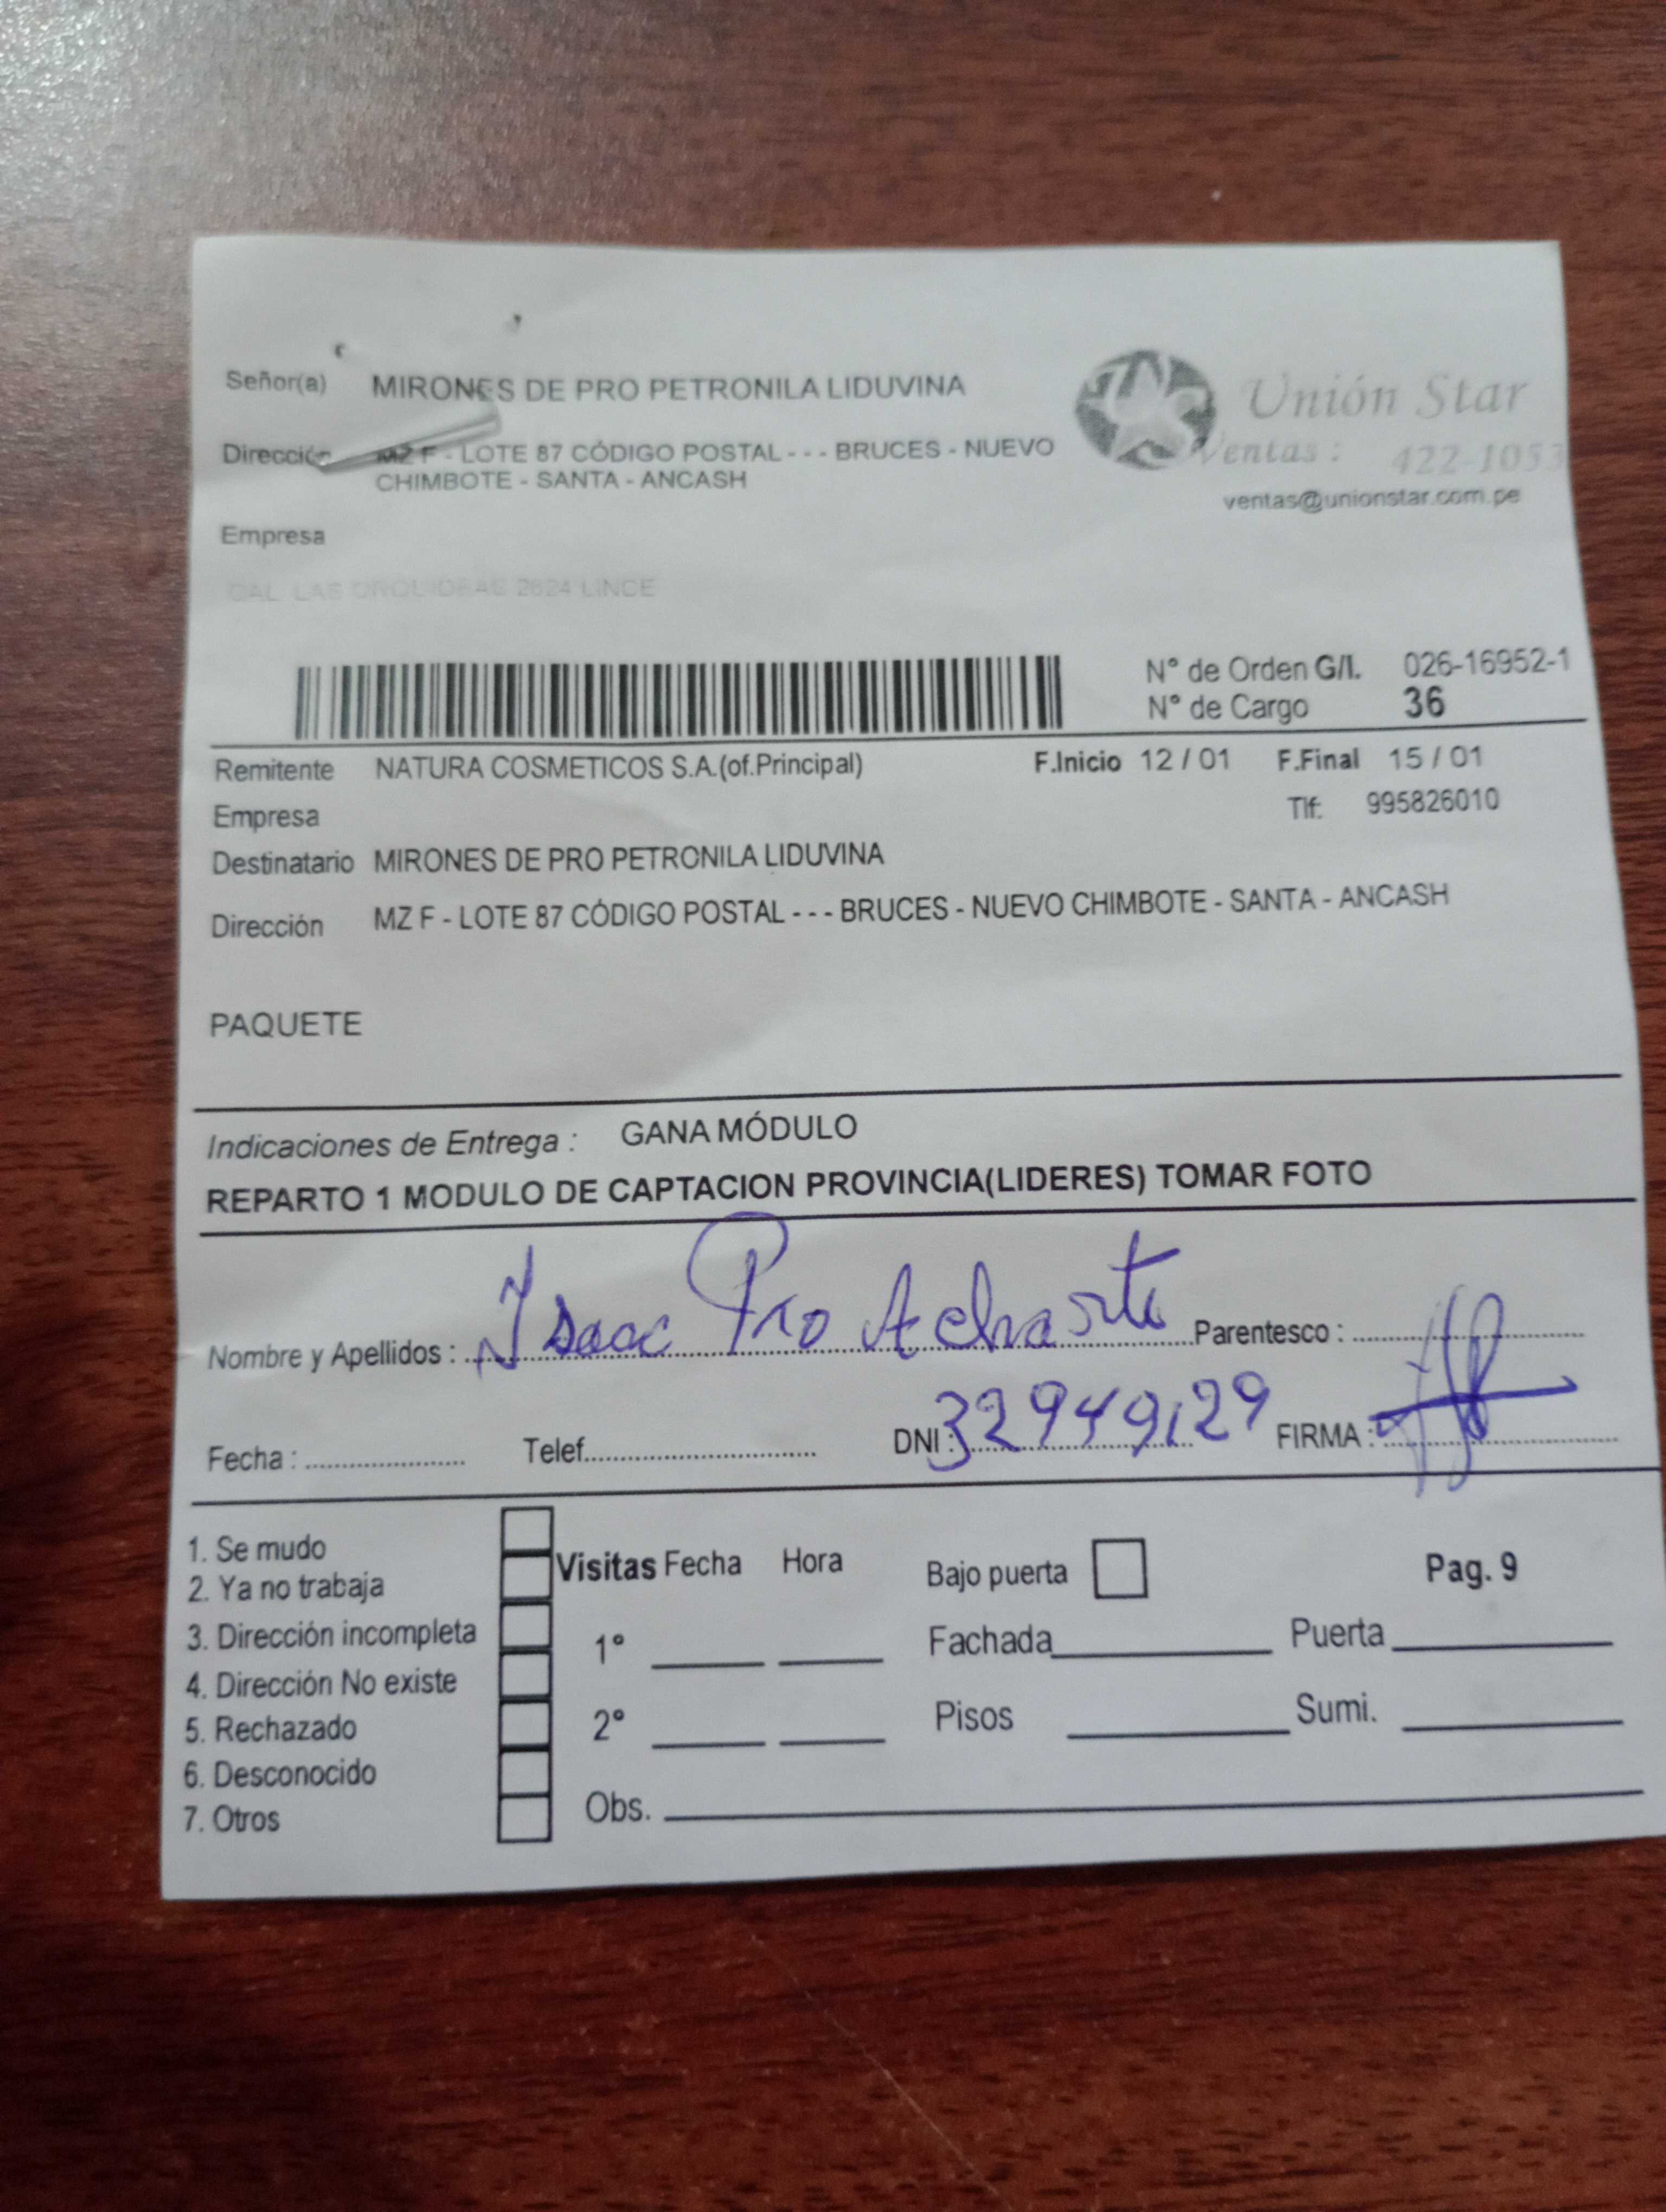 Señor(a) MIRONES DE PRO PETRONILA LIDUVINA
Unión Star
Ventas : 422-1053
ventas@unionstar.com.pe
Dirección MZ F - LOTE 87 CÓDIGO POSTAL - - - BRUCES - NUEVO
CHIMBOTE - SANTA - ANCASH
Empresa
CAL. LAS ORQUIDEAS 2624 LINCE
N° de Orden G/I. 026-16952-1
N° de Cargo 36
Remitente NATURA COSMETICOS S.A.(of.Principal) F.Inicio 12 / 01 F.Final 15 / 01
Empresa Tlf: 995826010
Destinatario MIRONES DE PRO PETRONILA LIDUVINA
Dirección MZ F - LOTE 87 CÓDIGO POSTAL - - - BRUCES - NUEVO CHIMBOTE - SANTA - ANCASH
PAQUETE
Indicaciones de Entrega : GANA MÓDULO
REPARTO 1 MODULO DE CAPTACION PROVINCIA(LIDERES) TOMAR FOTO
Nombre y Apellidos : Isaac Pro Acharte Parentesco :
Fecha : Telef. DNI : 32949129 FIRMA :
1. Se mudo
2. Ya no trabaja
3. Dirección incompleta
4. Dirección No existe
5. Rechazado
6. Desconocido
7. Otros
Visitas Fecha Hora
1°
2°
Obs.
Bajo puerta
Pag. 9
Fachada Puerta
Pisos Sumi.